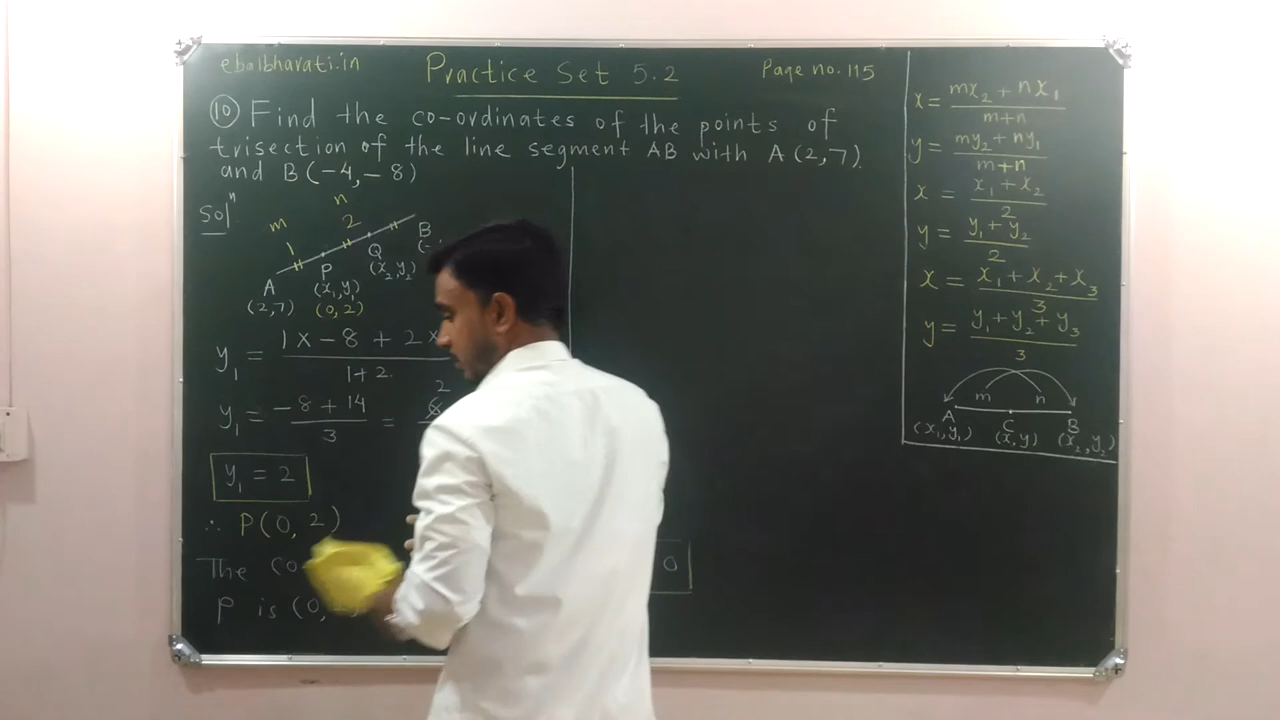 ebalbharati.in Practice Set 5.2 Page no. 115
⑩ Find the co-ordinates of the points of
trisection of the line segment AB with A(2,7)
and B(-4,-8)
Solⁿ
m n
1 2
A P Q B
(2,7) (x₁,y₁) (x₂,y₂)
(0,2)
y₁ = 1x-8 + 2x
1+2
y₁ = -8+14 / 3 = 6
2
y₁ = 2
∴ P(0, 2)
The
P is (0,
0
x = mx₂ + nx₁ / m+n
y = my₂ + ny₁ / m+n
x = x₁ + x₂ / 2
y = y₁ + y₂ / 2
x = x₁ + x₂ + x₃ / 3
y = y₁ + y₂ + y₃ / 3
m n
A C B
(x₁,y₁) (x,y) (x₂,y₂)